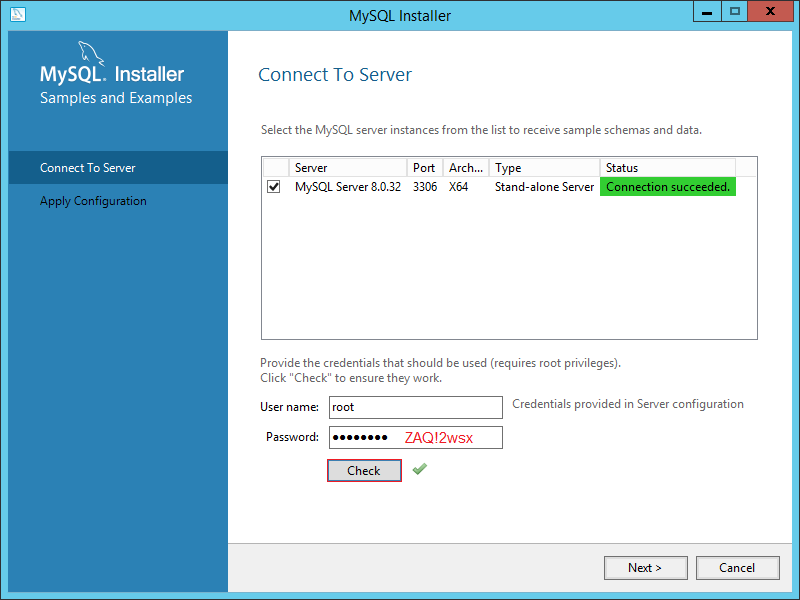 MySQL Installer
MySQL. Installer
Samples and Examples
Connect To Server
Apply Configuration
Connect To Server
Select the MySQL server instances from the list to receive sample schemas and data.
Server Port Arch... Type Status
MySQL Server 8.0.32 3306 X64 Stand-alone Server Connection succeeded.
Provide the credentials that should be used (requires root privileges).
Click "Check" to ensure they work.
User name: root Credentials provided in Server configuration
Password: •••••••• ZAQ!2wsx
Check
Next > Cancel